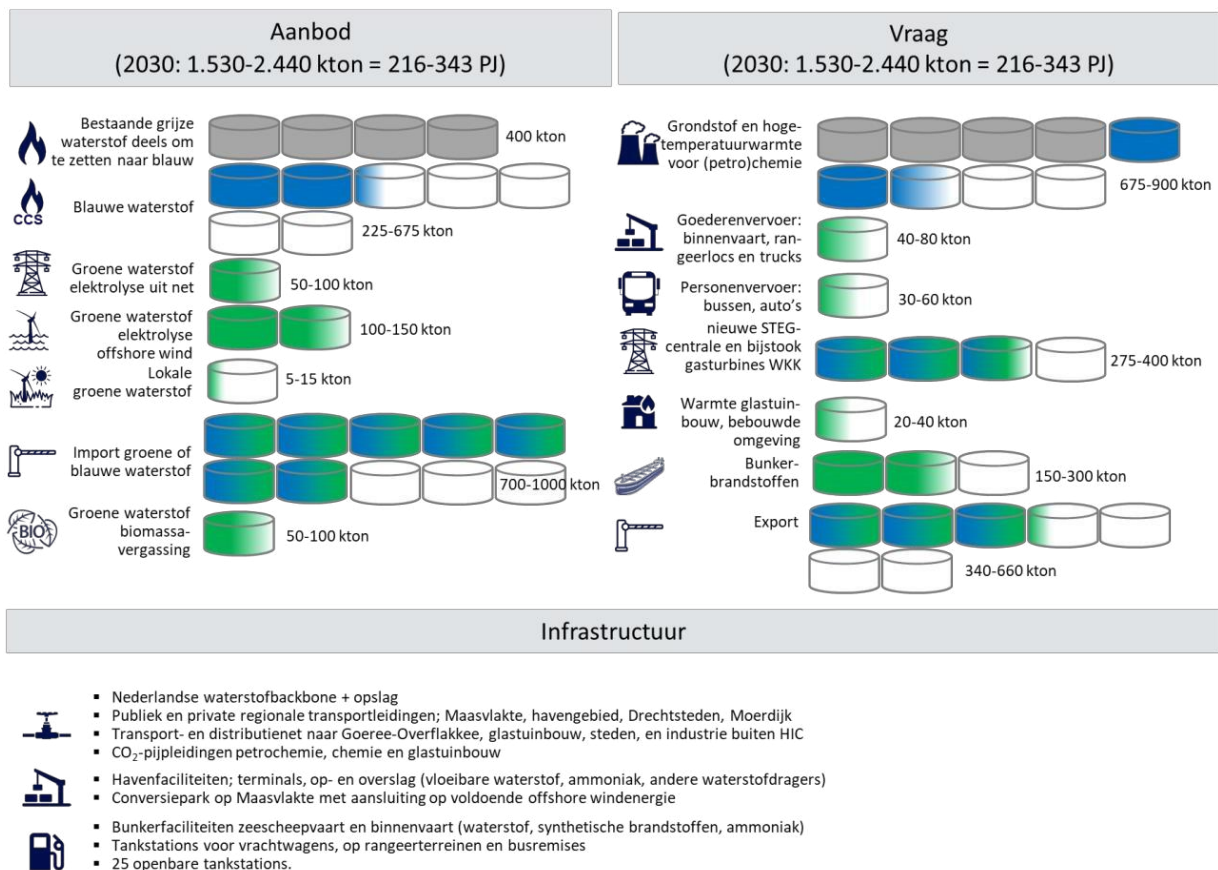 Aanbod
(2030: 1.530-2.440 kton = 216-343 PJ)
Bestaande grijze
waterstof deels om
te zetten naar blauw
400 kton
CCS
Blauwe waterstof
225-675 kton
Groene waterstof
elektrolyse uit net
50-100 kton
Groene waterstof
elektrolyse
offshore wind
100-150 kton
Lokale
groene waterstof
5-15 kton
Import groene of
blauwe waterstof
700-1000 kton
BIO
Groene waterstof
biomassa-
vergassing
50-100 kton
Vraag
(2030: 1.530-2.440 kton = 216-343 PJ)
Grondstof en hoge-
temperatuurwarmte
voor (petro)chemie
675-900 kton
Goederenvervoer:
binnenvaart, ran-
geerlocs en trucks
40-80 kton
Personenvervoer:
bussen, auto's
30-60 kton
nieuwe STEG-
centrale en bijstook
gasturbines WKK
275-400 kton
Warmte glastuin-
bouw, bebouwde
omgeving
20-40 kton
Bunker-
brandstoffen
150-300 kton
Export
340-660 kton
Infrastructuur
▪ Nederlandse waterstofbackbone + opslag
▪ Publiek en private regionale transportleidingen; Maasvlakte, havengebied, Drechtsteden, Moerdijk
▪ Transport- en distributienet naar Goeree-Overflakkee, glastuinbouw, steden, en industrie buiten HIC
▪ CO₂-pijpleidingen petrochemie, chemie en glastuinbouw
▪ Havenfaciliteiten; terminals, op- en overslag (vloeibare waterstof, ammoniak, andere waterstofdragers)
▪ Conversiepark op Maasvlakte met aansluiting op voldoende offshore windenergie
▪ Bunkerfaciliteiten zeescheepvaart en binnenvaart (waterstof, synthetische brandstoffen, ammoniak)
▪ Tankstations voor vrachtwagens, op rangeerterreinen en busremises
▪ 25 openbare tankstations.